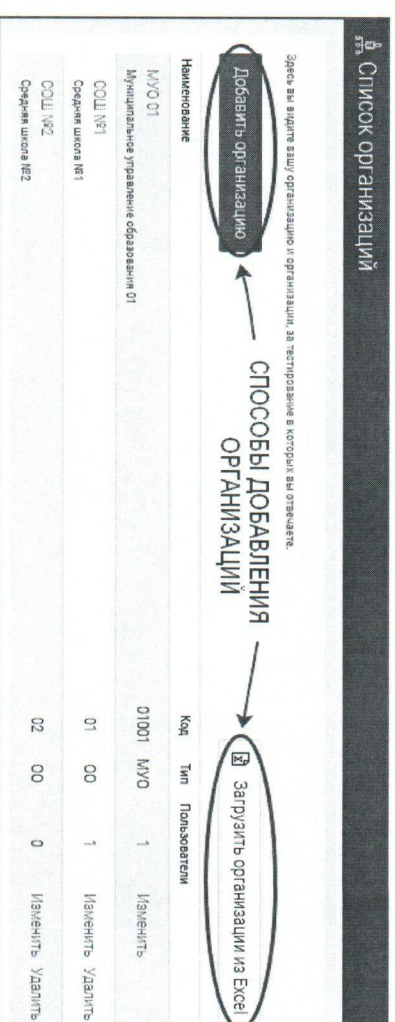 Список организаций
Здесь вы видите вашу организацию и организации, за тестирование в которых вы отвечаете.
Добавить организацию
СПОСОБЫ ДОБАВЛЕНИЯ
ОРГАНИЗАЦИЙ
Загрузить организации из Excel
Наименование Код Тип Пользователи
МУО 01 01001 МУО 1 Изменить
Муниципальное управление образования 01
СОШ №1 01 ОО 1 Изменить Удалить
Средняя школа №1
СОШ №2 02 ОО 0 Изменить Удалить
Средняя школа №2